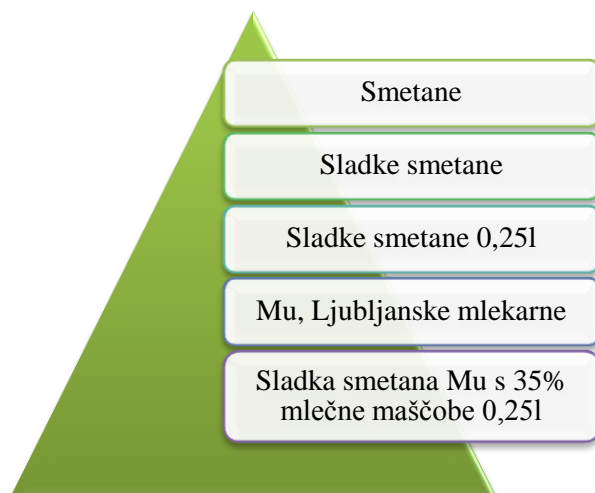 Smetane
Sladke smetane
Sladke smetane 0,25l
Mu, Ljubljanske mlekarne
Sladka smetana Mu s 35%
mlečne maščobe 0,25l